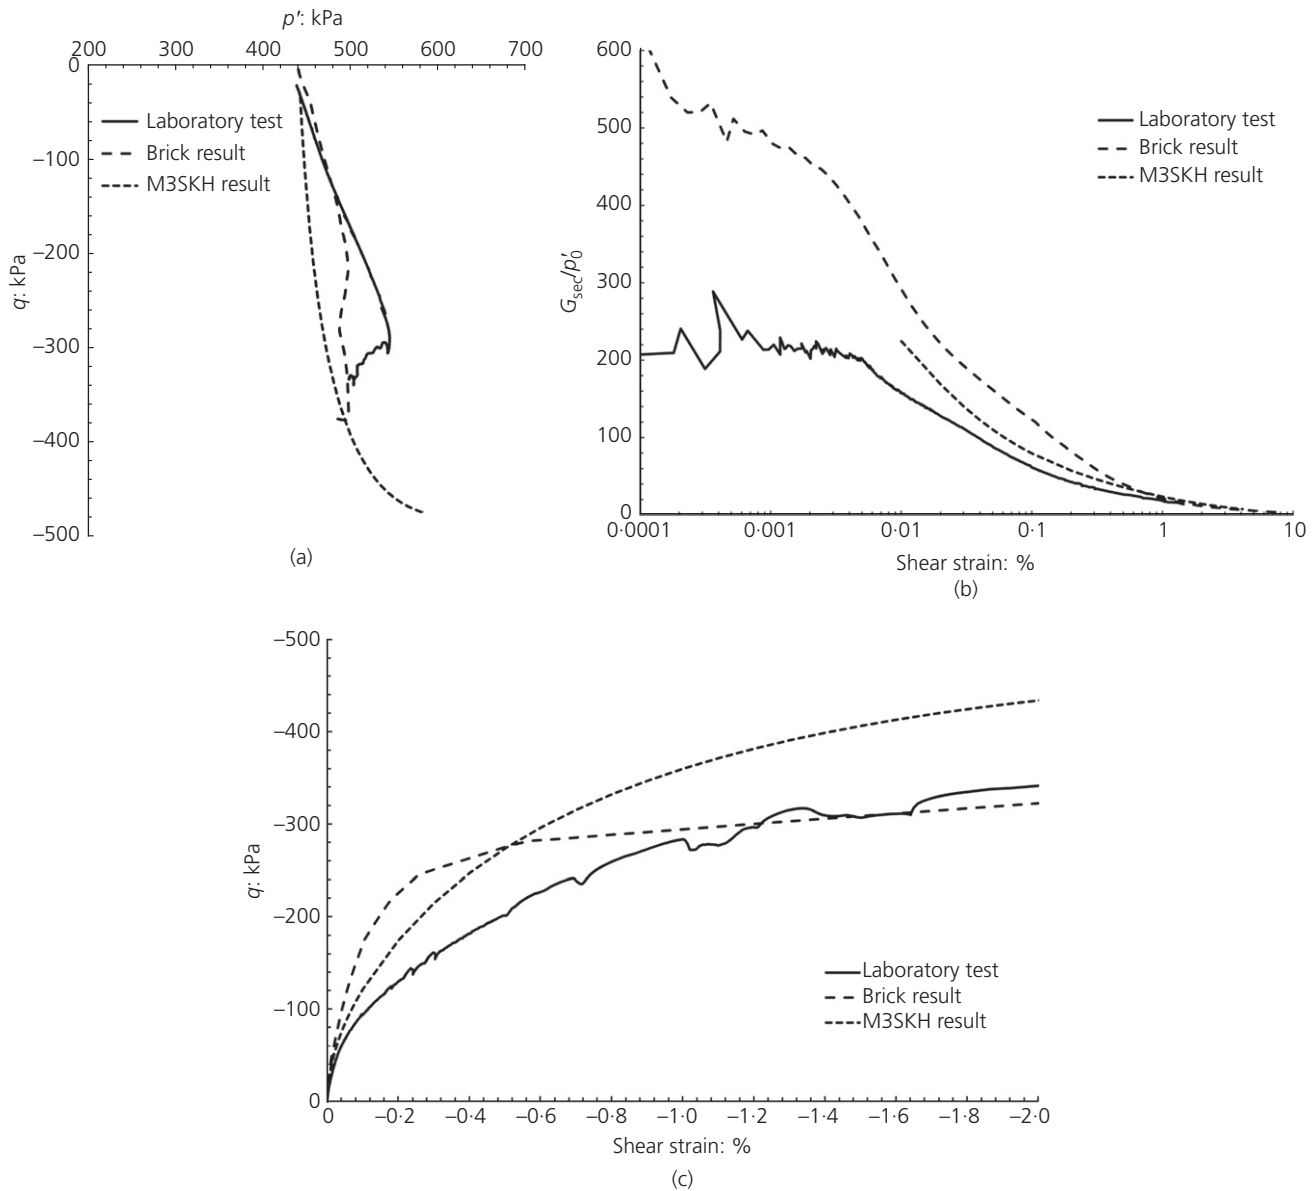 p′: kPa
200 300 400 500 600 700
0
–100
–200
–300
–400
–500
q: kPa
Laboratory test
Brick result
M3SKH result
(a)
600
500
400
300
200
100
0
G_sec/p′_0
Laboratory test
Brick result
M3SKH result
0·0001 0·001 0·01 0·1 1 10
Shear strain: %
(b)
–500
–400
–300
–200
–100
0
q: kPa
Laboratory test
Brick result
M3SKH result
0 –0·2 –0·4 –0·6 –0·8 –1·0 –1·2 –1·4 –1·6 –1·8 –2·0
Shear strain: %
(c)